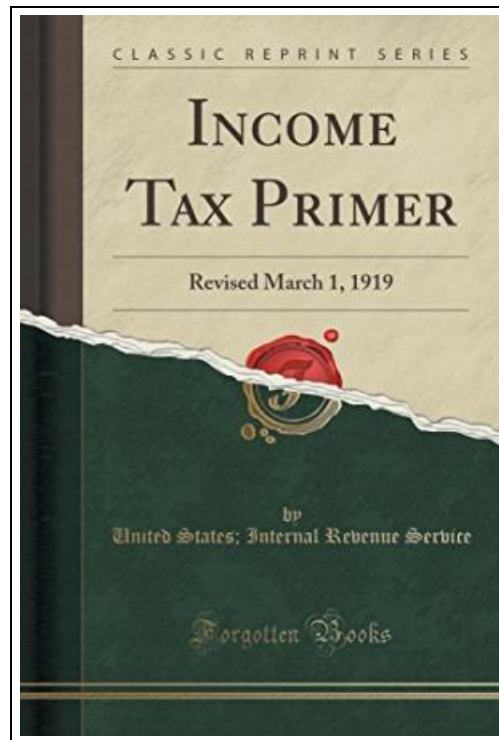 CLASSIC REPRINT SERIES
INCOME
TAX PRIMER
Revised March 1, 1919
by
United States; Internal Revenue Service
Forgotten Books